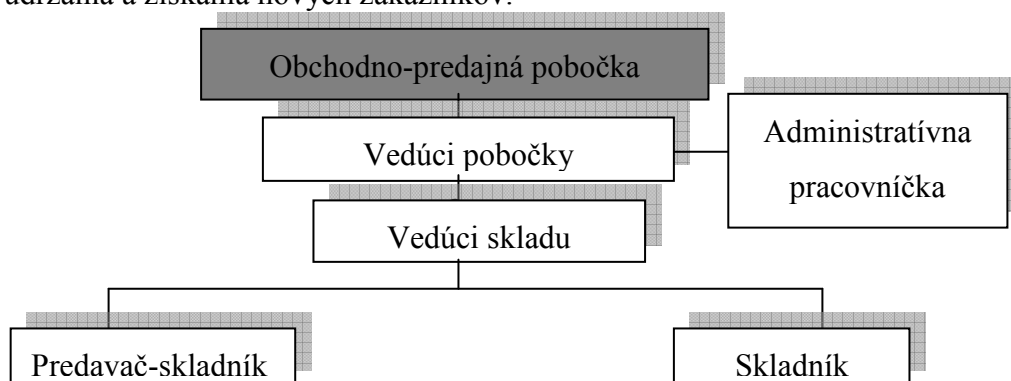 udržania a získania nových zákazníkov.
Obchodno-predajná pobočka
Vedúci pobočky
Administratívna
pracovníčka
Vedúci skladu
Predavač-skladník
Skladník